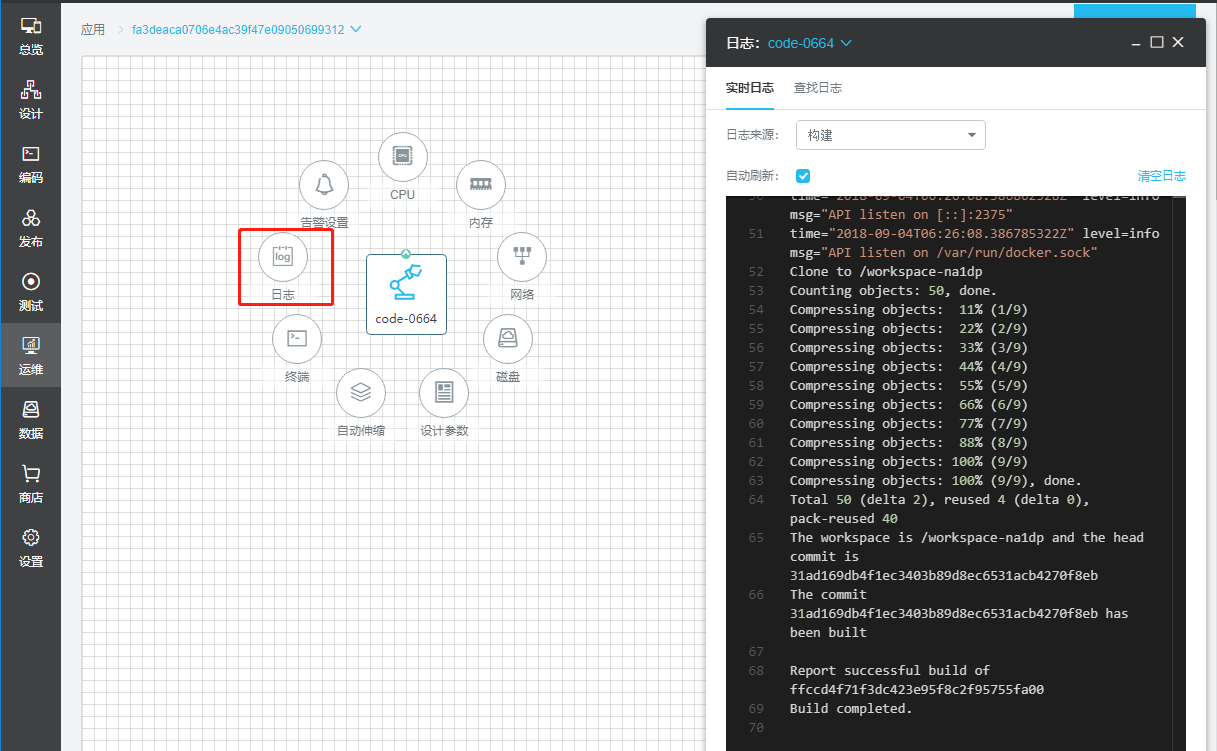 总览
设计
编码
发布
测试
运维
数据
商店
设置
应用 > fa3deaca0706e4ac39f47e09050699312
CPU
CPU
告警设置
内存
log
日志
网络
code-0664
终端
磁盘
自动伸缩
设计参数
日志： code-0664
实时日志 查找日志
日志来源： 构建
自动刷新： 清空日志
msg="API listen on [::]:2375"
51 time="2018-09-04T06:26:08.386785322Z" level=info
msg="API listen on /var/run/docker.sock"
52 Clone to /workspace-na1dp
53 Counting objects: 50, done.
54 Compressing objects:  11% (1/9)
55 Compressing objects:  22% (2/9)
56 Compressing objects:  33% (3/9)
57 Compressing objects:  44% (4/9)
58 Compressing objects:  55% (5/9)
59 Compressing objects:  66% (6/9)
60 Compressing objects:  77% (7/9)
61 Compressing objects:  88% (8/9)
62 Compressing objects: 100% (9/9)
63 Compressing objects: 100% (9/9), done.
64 Total 50 (delta 2), reused 4 (delta 0),
pack-reused 40
65 The workspace is /workspace-na1dp and the head
commit is
31ad169db4f1ec3403b89d8ec6531acb4270f8eb
66 The commit
31ad169db4f1ec3403b89d8ec6531acb4270f8eb has
been built
67
68 Report successful build of
ffccd4f71f3dc423e95f8c2f95755fa00
69 Build completed.
70